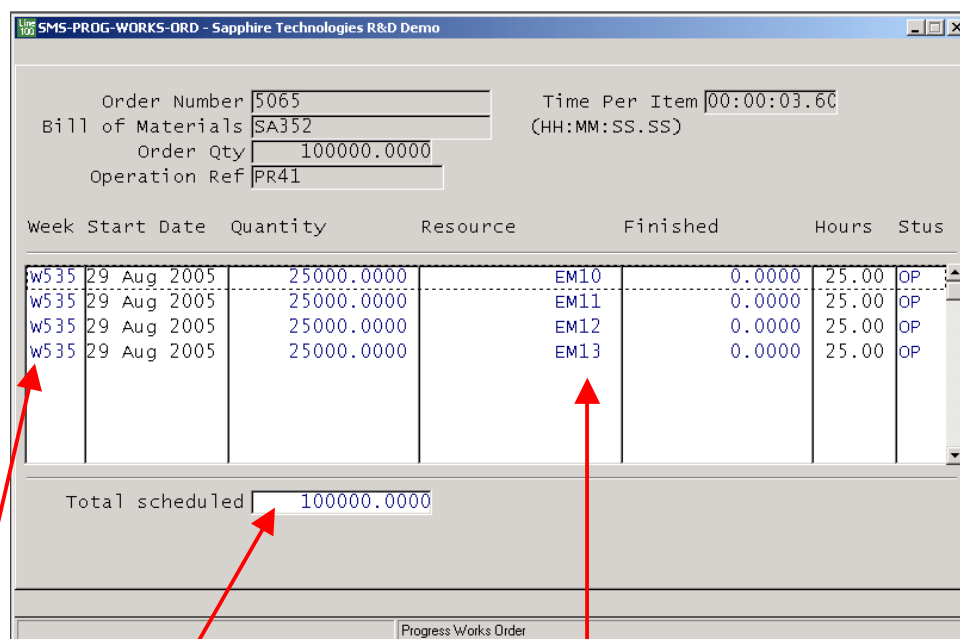 Line 100 SMS-PROG-WORKS-ORD - Sapphire Technologies R&D Demo
Order Number 5065 Time Per Item 00:00:03.60
Bill of Materials SA352 (HH:MM:SS.SS)
Order Qty 100000.0000
Operation Ref PR41
Week Start Date Quantity Resource Finished Hours Stus
W535 29 Aug 2005 25000.0000 EM10 0.0000 25.00 OP
W535 29 Aug 2005 25000.0000 EM11 0.0000 25.00 OP
W535 29 Aug 2005 25000.0000 EM12 0.0000 25.00 OP
W535 29 Aug 2005 25000.0000 EM13 0.0000 25.00 OP
Total scheduled 100000.0000
Progress Works Order